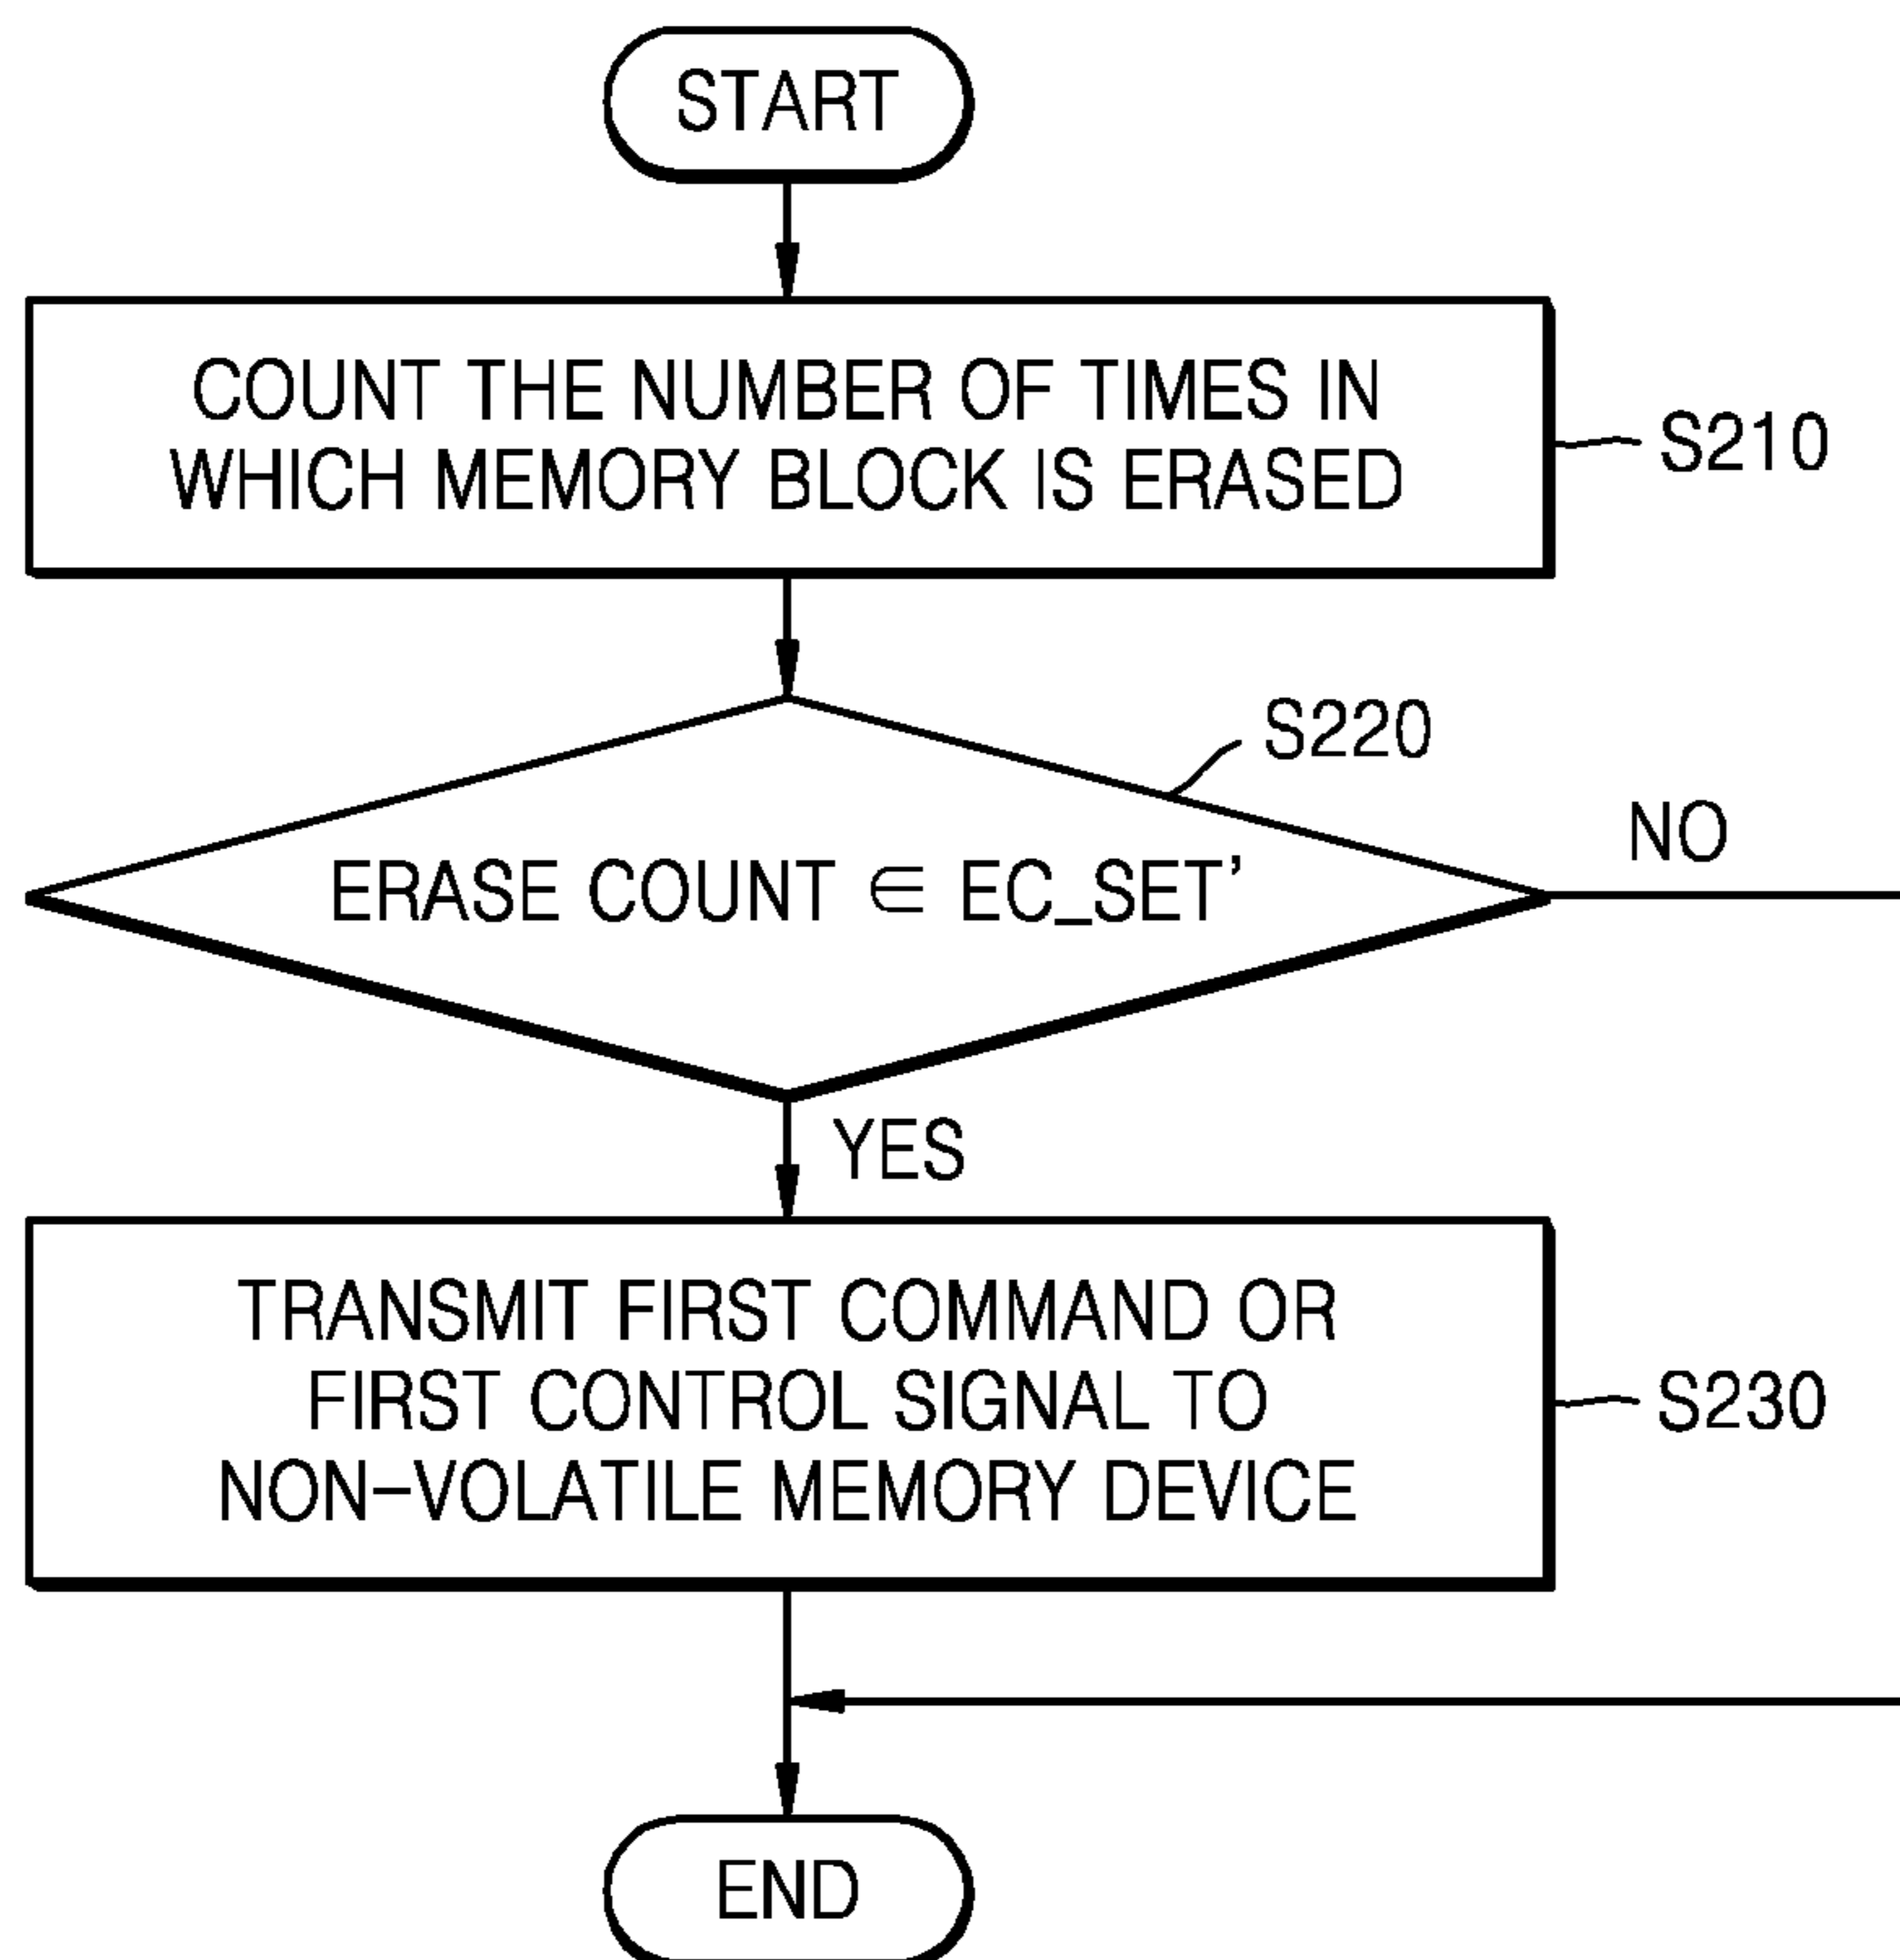 START
COUNT THE NUMBER OF TIMES IN
WHICH MEMORY BLOCK IS ERASED
S210
S220
NO
ERASE COUNT ∈ EC_SET'
YES
TRANSMIT FIRST COMMAND OR
FIRST CONTROL SIGNAL TO
NON-VOLATILE MEMORY DEVICE
S230
END